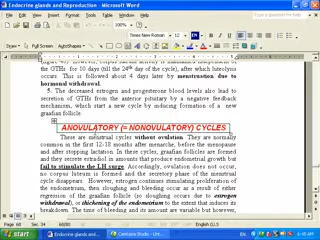 Endocrine glands and Reproduction - Microsoft Word
File Edit View Insert Format Tools Table Window Help
Times New Roman 12 B
Draw AutoShapes
the GTHs for 10 days (till the 24th day of the cycle), after which luteolysis
occurs. This is followed about 4 days later by menstruation due to
hormonal withdrawal.
5. The decreased estrogen and progesterone blood levels also lead to
secretion of GTHs from the anterior pituitary by a negative feedback
mechanism, which start a new cycle by inducing formation of a new
graafian follicle
ANOVULATORY (= NONOVULATORY) CYCLES
These are menstrual cycles without ovulation. They are normally
common in the first 12-18 months after menarche, before the menopause
and after stopping lactation. In these cycles, graafian follicles are formed
and they secrete estradiol in amounts that produce endometrial growth but
fail to stimulate the LH surge. Accordingly, ovulation does not occur,
no corpus luteum is formed and the secretory phase of the menstrual
cycle disappears. However, estrogen continues stimulating proliferation of
the endometrium, then sloughing and bleeding occur as a result of either
regression of the graafian follicle (so sloughing occurs due to estrogen
withdrawal), or thickening of the endometrium to the extent that induces its
breakdown. The time of bleeding and its amount are variable but however,
start Endocrine glands and R... Camtasia Studio - Unt... EN